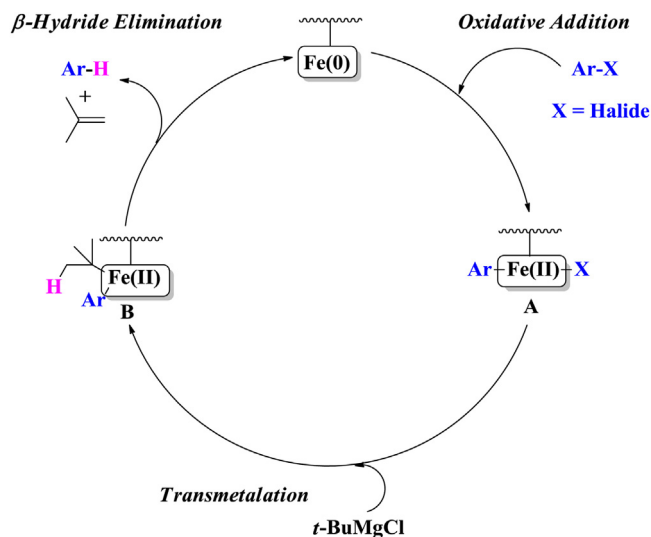 β-Hydride Elimination
Oxidative Addition
Fe(0)
Ar-H
+
Ar-X
X = Halide
H
Fe(II)
Ar
B
Ar-Fe(II)-X
A
Transmetalation
t-BuMgCl